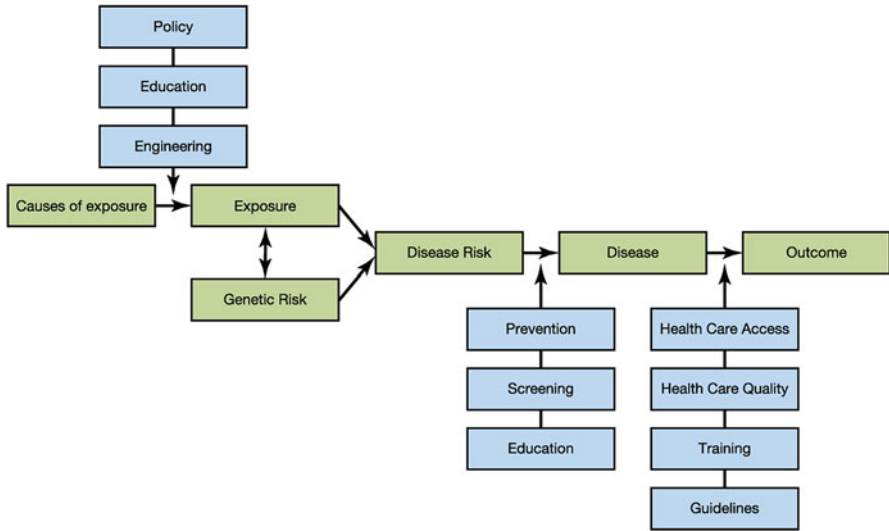 Policy
Education
Engineering
Causes of exposure
Exposure
Genetic Risk
Disease Risk
Disease
Outcome
Prevention
Screening
Education
Health Care Access
Health Care Quality
Training
Guidelines